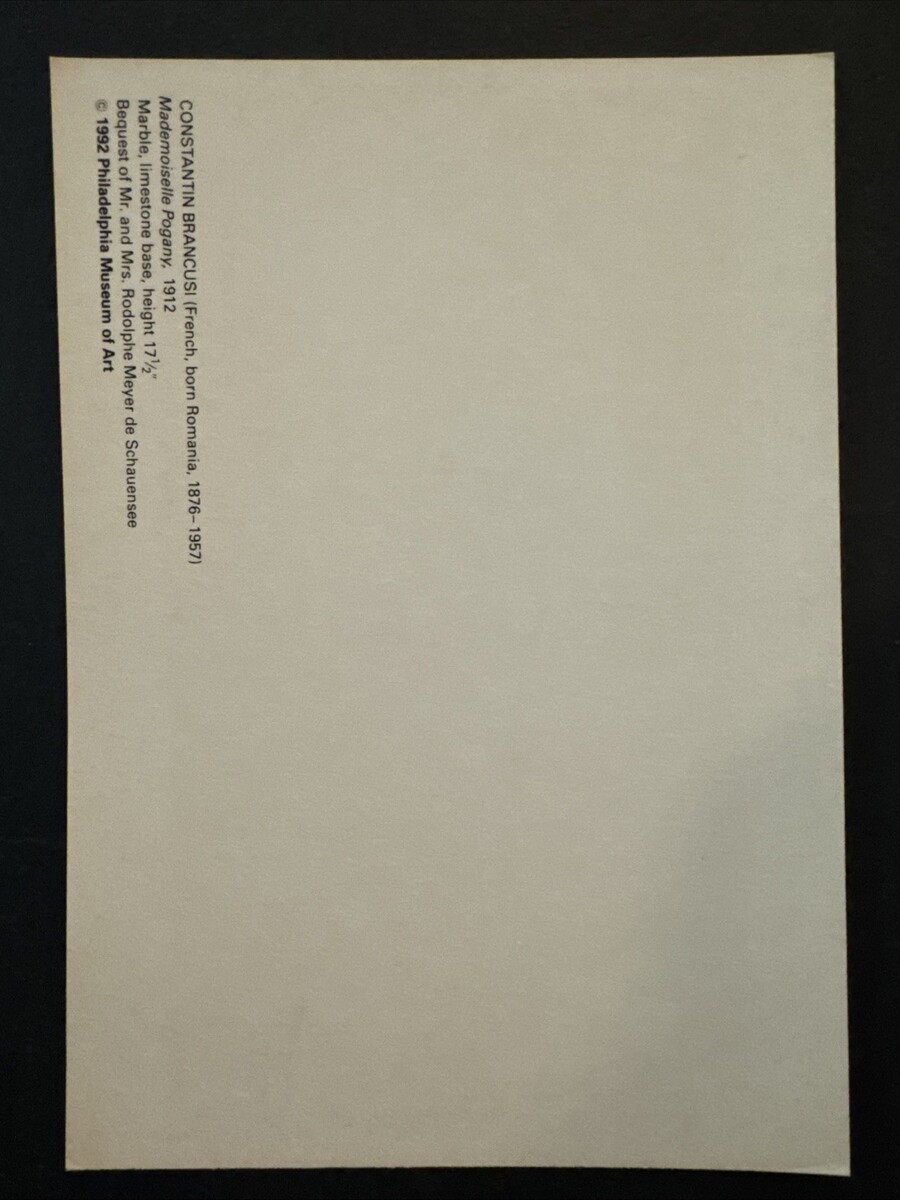 CONSTANTIN BRANCUSI (French, born Romania, 1876–1957)
Mademoiselle Pogany, 1912
Marble, limestone base, height 17½"
Bequest of Mr. and Mrs. Rodolphe Meyer de Schauensee
© 1992 Philadelphia Museum of Art